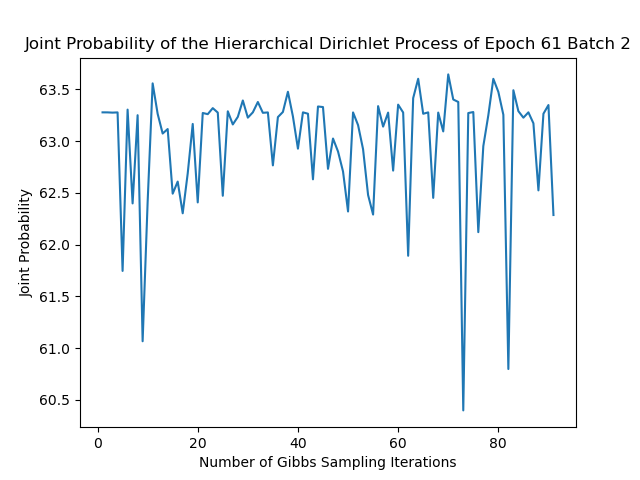 Joint Probability of the Hierarchical Dirichlet Process of Epoch 61 Batch 2
63.5
63.0
62.5
62.0
61.5
61.0
60.5
Joint Probability
0 20 40 60 80
Number of Gibbs Sampling Iterations